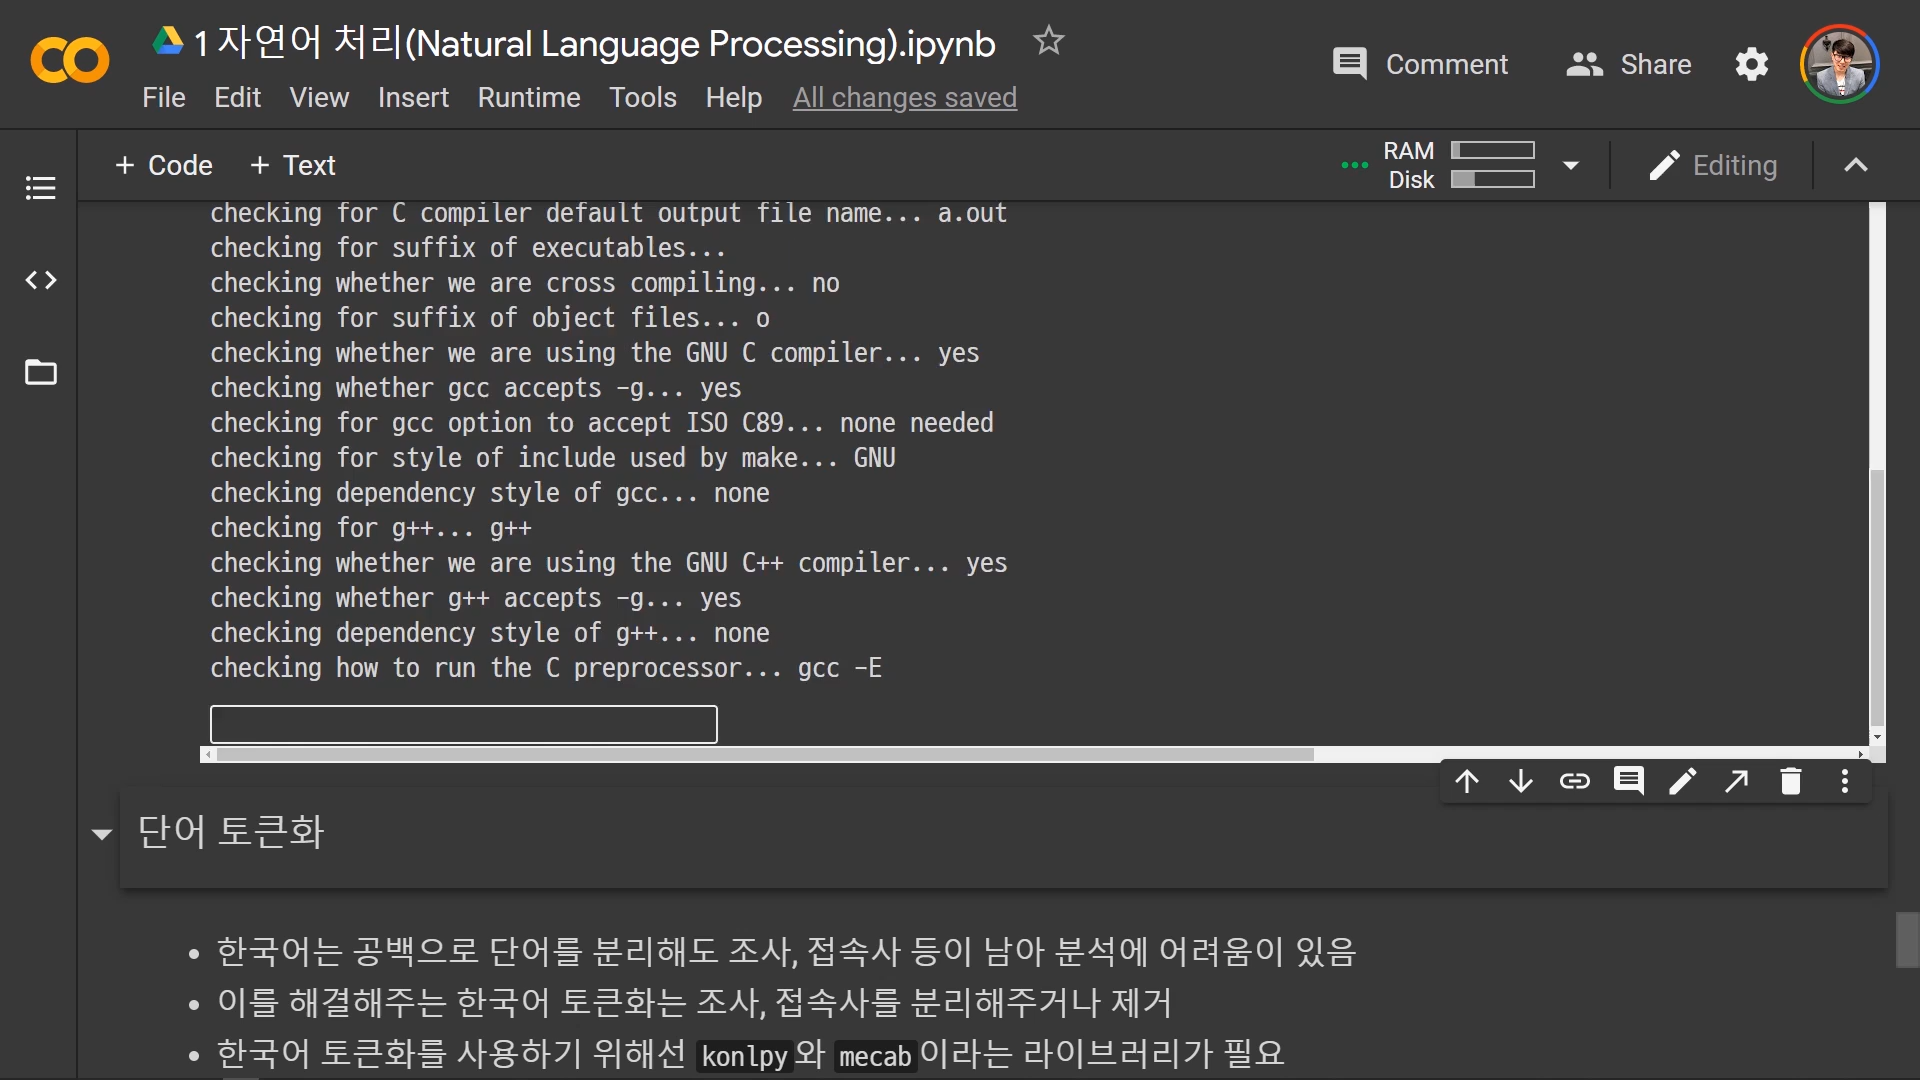 1 자연어 처리(Natural Language Processing).ipynb
Comment
Share
File Edit View Insert Runtime Tools Help All changes saved
+ Code + Text
RAM
Disk
Editing
checking for C compiler default output file name... a.out
checking for suffix of executables...
checking whether we are cross compiling... no
checking for suffix of object files... o
checking whether we are using the GNU C compiler... yes
checking whether gcc accepts -g... yes
checking for gcc option to accept ISO C89... none needed
checking for style of include used by make... GNU
checking dependency style of gcc... none
checking for g++... g++
checking whether we are using the GNU C++ compiler... yes
checking whether g++ accepts -g... yes
checking dependency style of g++... none
checking how to run the C preprocessor... gcc -E
단어 토큰화
• 한국어는 공백으로 단어를 분리해도 조사, 접속사 등이 남아 분석에 어려움이 있음
• 이를 해결해주는 한국어 토큰화는 조사, 접속사를 분리해주거나 제거
• 한국어 토큰화를 사용하기 위해선 konlpy와 mecab이라는 라이브러리가 필요